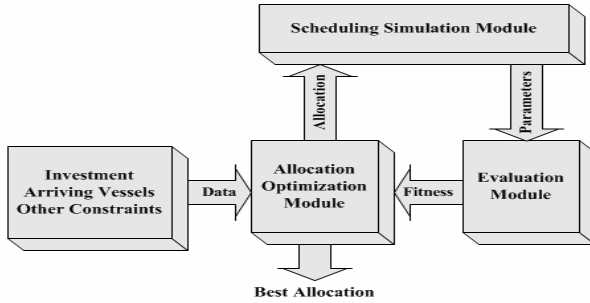 Scheduling Simulation Module
Allocation
Parameters
Investment
Arriving Vessels
Other Constraints
Data
Allocation
Optimization
Module
Fitness
Evaluation
Module
Best Allocation